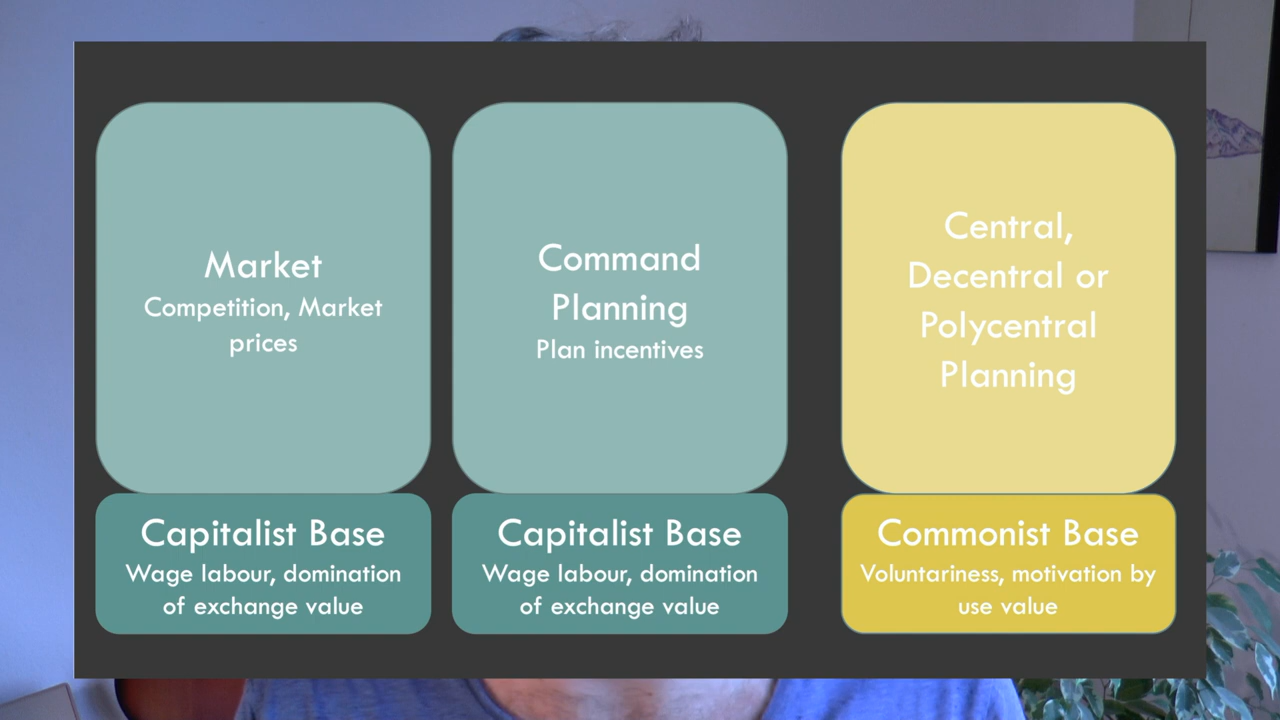 Market
Competition, Market
prices
Capitalist Base
Wage labour, domination
of exchange value
Command
Planning
Plan incentives
Capitalist Base
Wage labour, domination
of exchange value
Central,
Decentral or
Polycentral
Planning
Commonist Base
Voluntariness, motivation by
use value